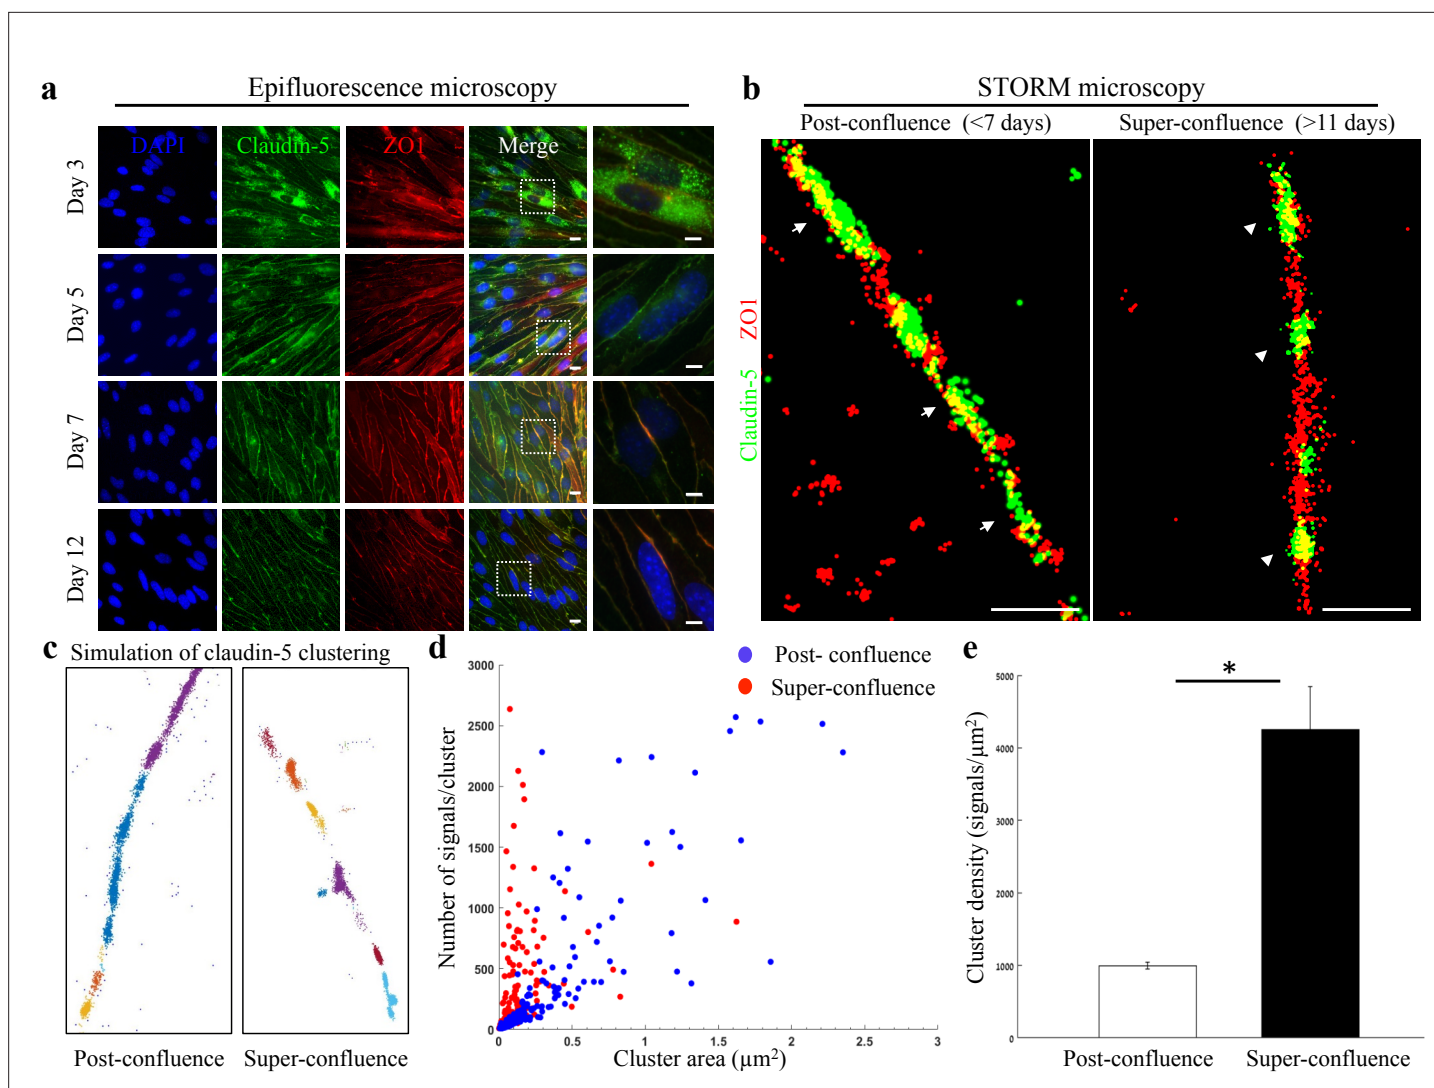 a
Epifluorescence microscopy
DAPI
Claudin-5
ZO1
Merge
Day 3
Day 5
Day 7
Day 12
b
STORM microscopy
Post-confluence (<7 days)
Super-confluence (>11 days)
Claudin-5 ZO1
c
Simulation of claudin-5 clustering
Post-confluence
Super-confluence
d
Post- confluence
Super-confluence
Number of signals/cluster
3000
2500
2000
1500
1000
500
0
0 0.5 1 1.5 2 2.5 3
Cluster area (µm²)
e
*
Cluster density (signals/µm²)
5000
4000
3000
2000
1000
0
Post-confluence
Super-confluence